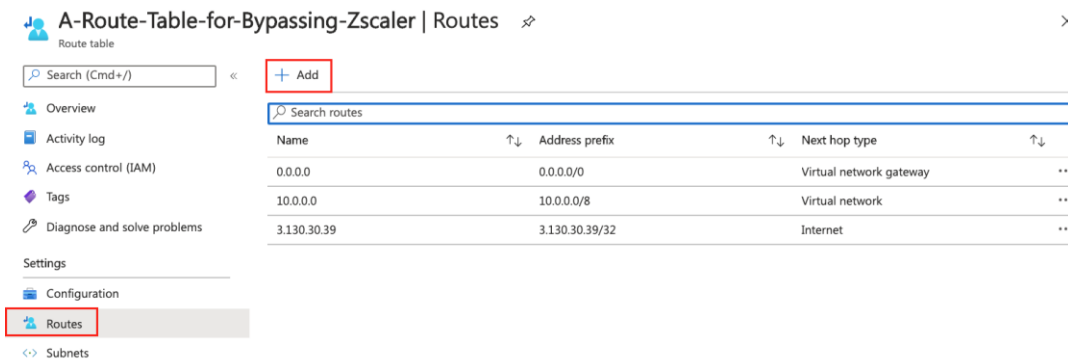 A-Route-Table-for-Bypassing-Zscaler | Routes
Route table
Search (Cmd+/)
«
Overview
Activity log
Access control (IAM)
Tags
Diagnose and solve problems
Settings
Configuration
Routes
Subnets
+ Add
Search routes
Name ↑↓ Address prefix ↑↓ Next hop type ↑↓
0.0.0.0 0.0.0.0/0 Virtual network gateway
10.0.0.0 10.0.0.0/8 Virtual network
3.130.30.39 3.130.30.39/32 Internet